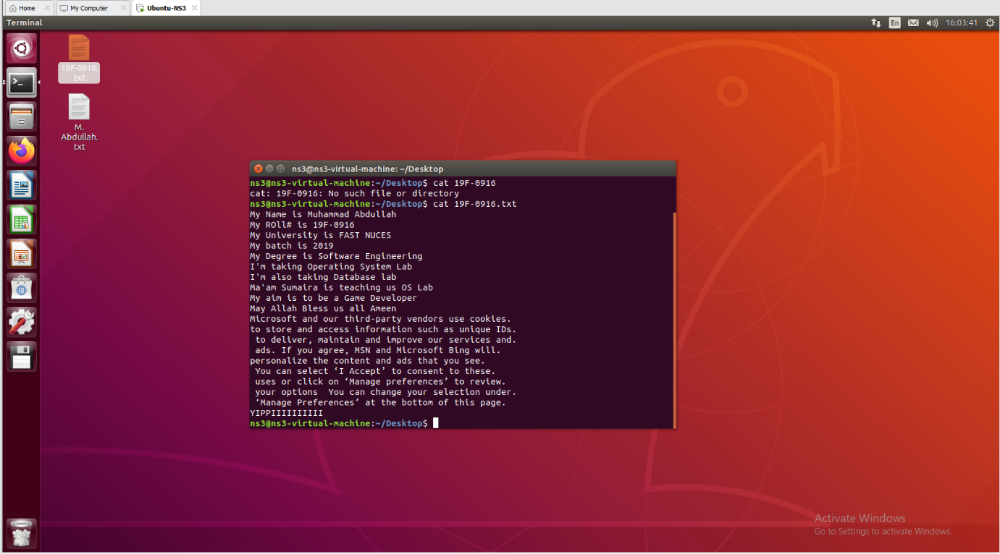 Home
My Computer
Ubuntu-NS3
Terminal
En
16:03:41
19F-0916.
txt
M.
Abdullah.
txt
ns3@ns3-virtual-machine: ~/Desktop
ns3@ns3-virtual-machine:~/Desktop$ cat 19F-0916
cat: 19F-0916: No such file or directory
ns3@ns3-virtual-machine:~/Desktop$ cat 19F-0916.txt
My Name is Muhammad Abdullah
My ROll# is 19F-0916
My University is FAST NUCES
My batch is 2019
My Degree is Software Engineering
I'm taking Operating System Lab
I'm also taking Database lab
Ma'am Sumaira is teaching us OS Lab
My aim is to be a Game Developer
May Allah Bless us all Ameen
Microsoft and our third-party vendors use cookies.
to store and access information such as unique IDs.
 to deliver, maintain and improve our services and.
 ads. If you agree, MSN and Microsoft Bing will.
personalize the content and ads that you see.
 You can select ‘I Accept’ to consent to these.
 uses or click on ‘Manage preferences’ to review.
 your options  You can change your selection under.
 ‘Manage Preferences’ at the bottom of this page.
YIPPIIIIIIIIII
ns3@ns3-virtual-machine:~/Desktop$
Activate Windows
Go to Settings to activate Windows.